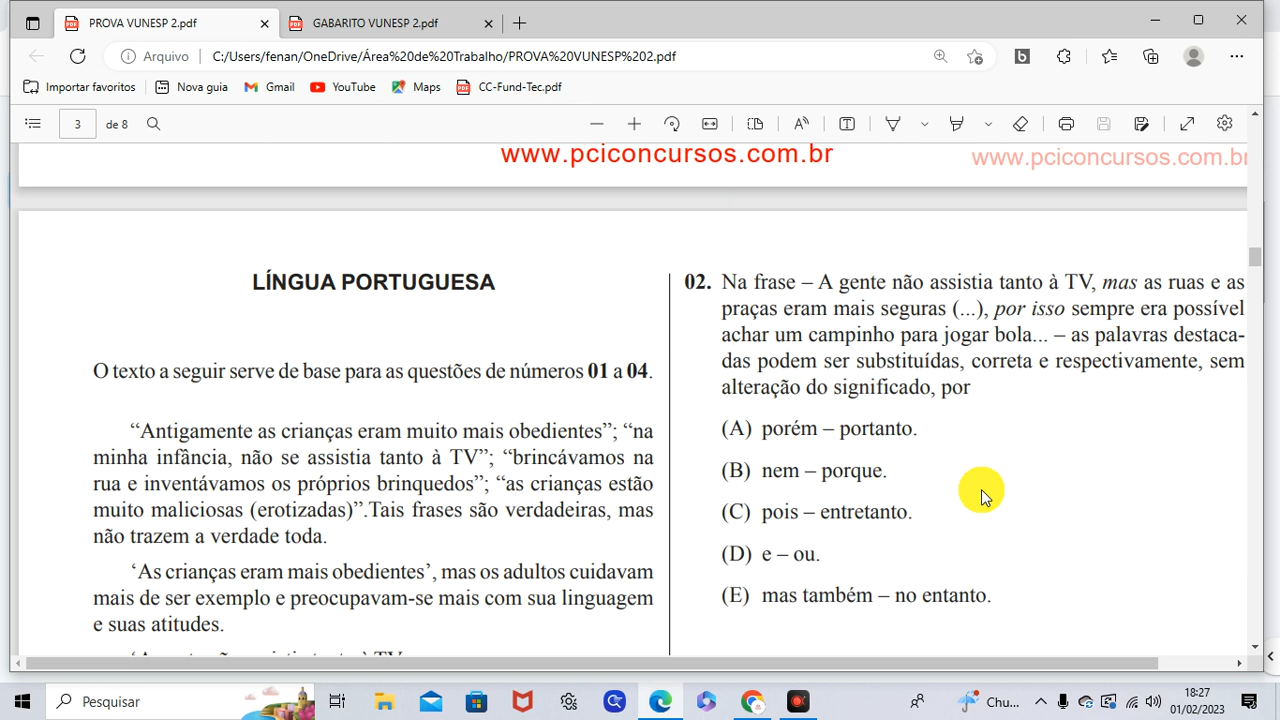 PROVA VUNESP 2.pdf
GABARITO VUNESP 2.pdf
Arquivo
C:/Users/fenan/OneDrive/Área%20de%20Trabalho/PROVA%20VUNESP%202.pdf
Importar favoritos
Nova guia
Gmail
YouTube
Maps
CC-Fund-Tec.pdf
3
de 8
www.pciconcursos.com.br
www.pciconcursos.com.br
LÍNGUA PORTUGUESA
O texto a seguir serve de base para as questões de números 01 a 04.
“Antigamente as crianças eram muito mais obedientes”; “na
minha infância, não se assistia tanto à TV”; “brincávamos na
rua e inventávamos os próprios brinquedos”; “as crianças estão
muito maliciosas (erotizadas)”.Tais frases são verdadeiras, mas
não trazem a verdade toda.
‘As crianças eram mais obedientes’, mas os adultos cuidavam
mais de ser exemplo e preocupavam-se mais com sua linguagem
e suas atitudes.
02. Na frase – A gente não assistia tanto à TV, mas as ruas e as
praças eram mais seguras (...), por isso sempre era possível
achar um campinho para jogar bola... – as palavras destaca-
das podem ser substituídas, correta e respectivamente, sem
alteração do significado, por
(A) porém – portanto.
(B) nem – porque.
(C) pois – entretanto.
(D) e – ou.
(E) mas também – no entanto.
Pesquisar
Chu...
18:27
01/02/2023